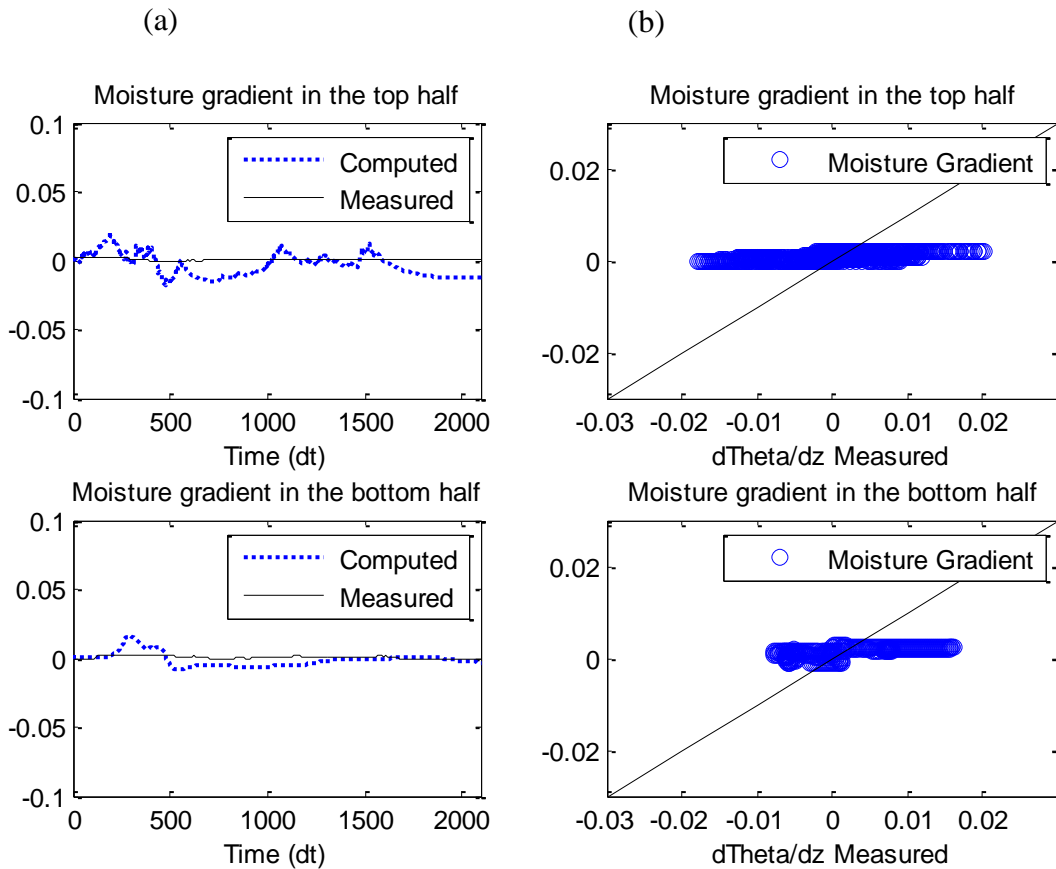 (a)
(b)
Moisture gradient in the top half
0.1
0.05
0
-0.05
-0.1
Computed
Measured
0 500 1000 1500 2000
Time (dt)
Moisture gradient in the top half
0.02
0
-0.02
Moisture Gradient
-0.03 -0.02 -0.01 0 0.01 0.02
dTheta/dz Measured
Moisture gradient in the bottom half
0.1
0.05
0
-0.05
-0.1
Computed
Measured
0 500 1000 1500 2000
Time (dt)
Moisture gradient in the bottom half
0.02
0
-0.02
Moisture Gradient
-0.03 -0.02 -0.01 0 0.01 0.02
dTheta/dz Measured